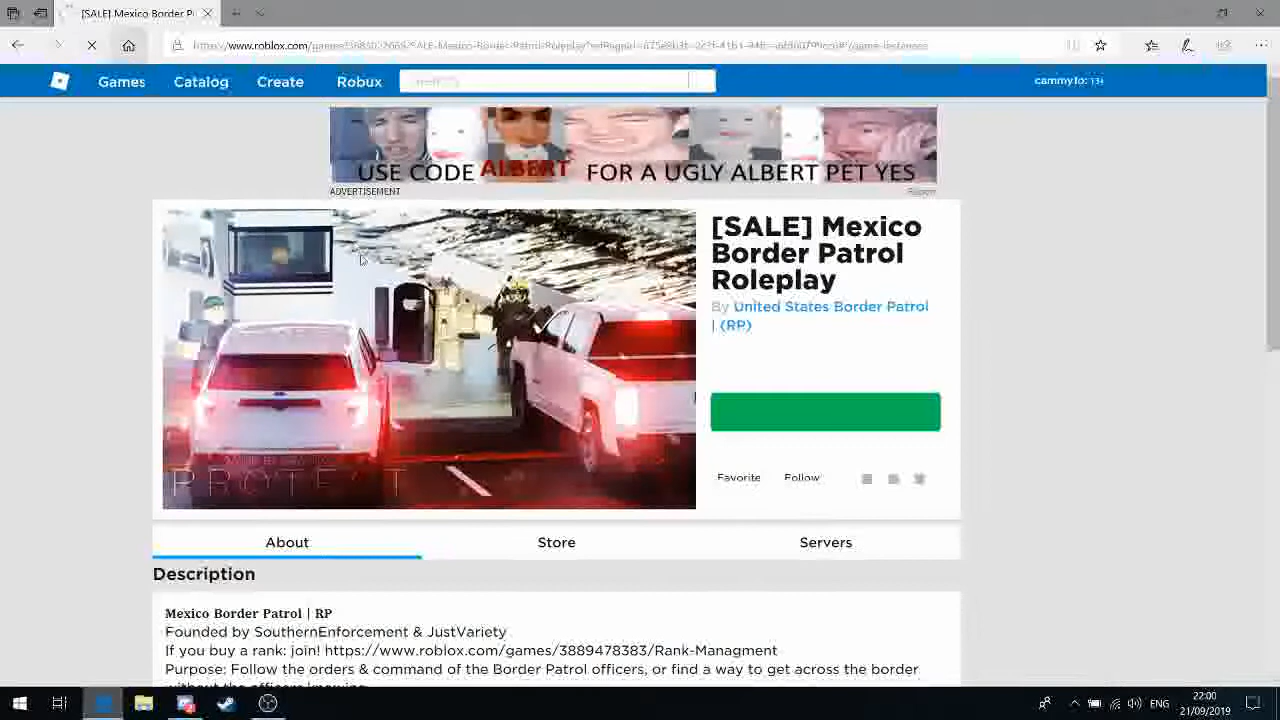 [SALE] Mexico Border P
Games
Catalog
Create
Robux
USE CODE ALBERT FOR A UGLY ALBERT PET YES
ADVERTISEMENT
[SALE] Mexico
Border Patrol
Roleplay
By United States Border Patrol
| (RP)
PROTECT
Favorite
Follow
About
Store
Servers
Description
Mexico Border Patrol | RP
Founded by SouthernEnforcement & JustVariety
If you buy a rank: join! https://www.roblox.com/games/3889478383/Rank-Managment
Purpose: Follow the orders & command of the Border Patrol officers, or find a way to get across the border
ENG
22:00
21/09/2019